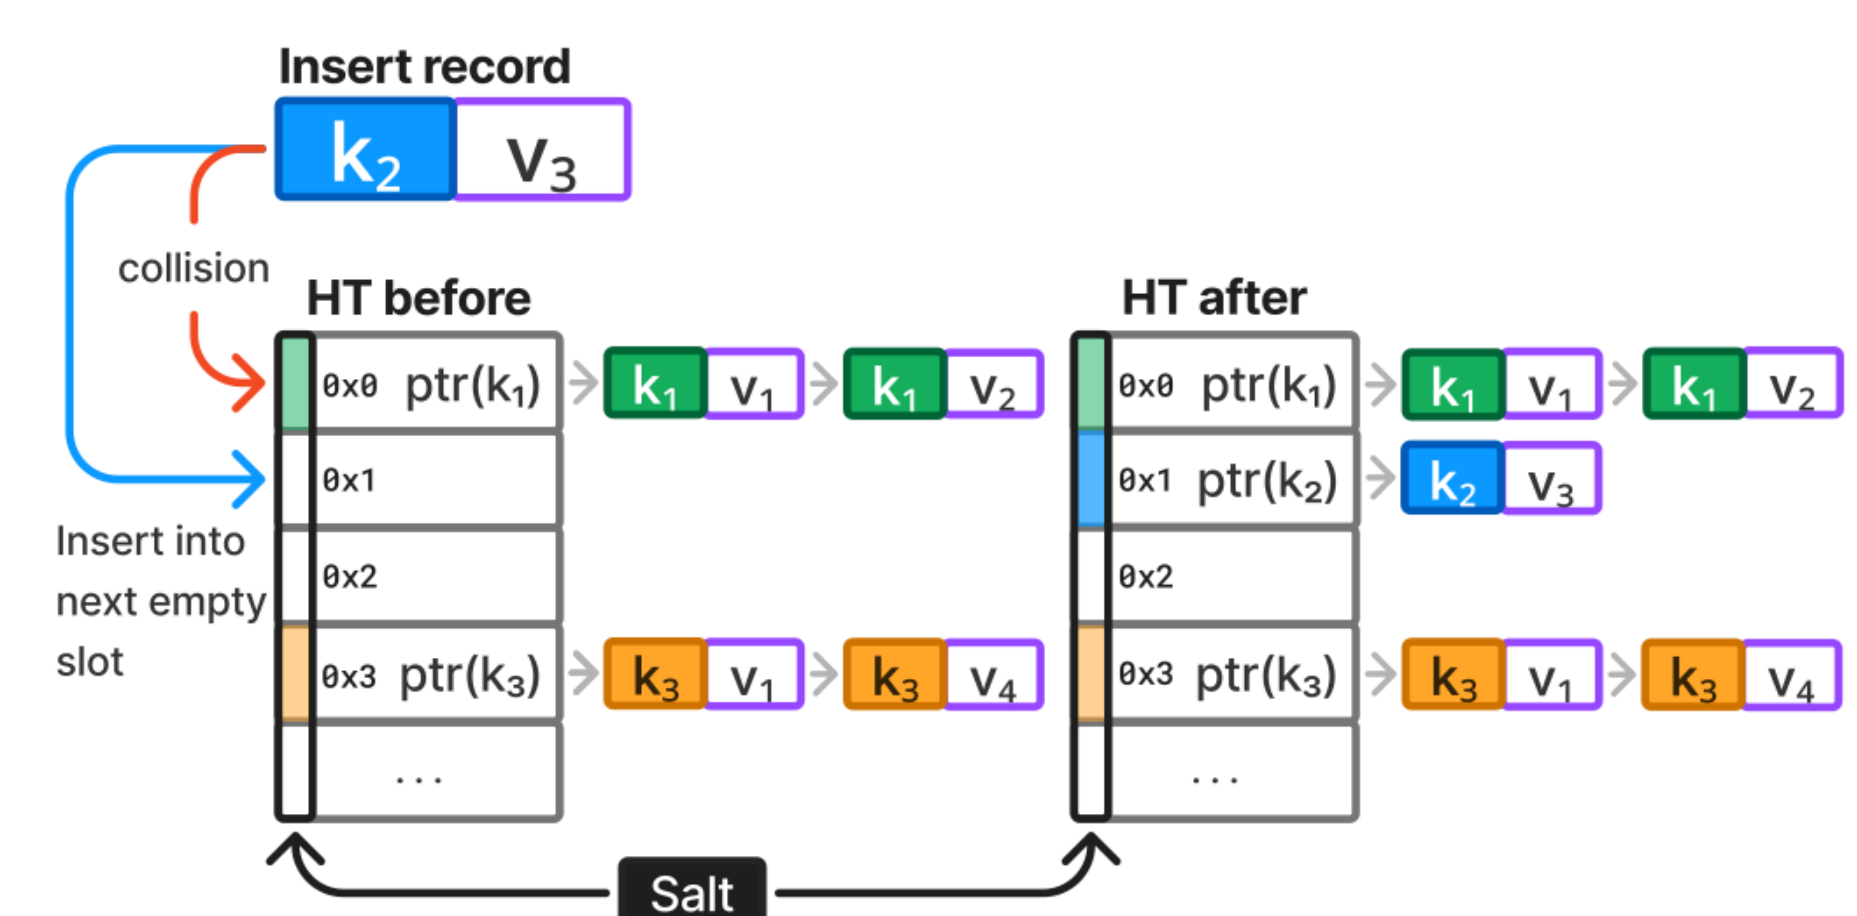 Insert record
k₂ v₃
collision
HT before
HT after
0x0 ptr(k₁) k₁ v₁ k₁ v₂
0x0 ptr(k₁) k₁ v₁ k₁ v₂
0x1
0x1 ptr(k₂) k₂ v₃
Insert into
next empty
slot
0x2
0x2
0x3 ptr(k₃) k₃ v₁ k₃ v₄
0x3 ptr(k₃) k₃ v₁ k₃ v₄
...
...
Salt